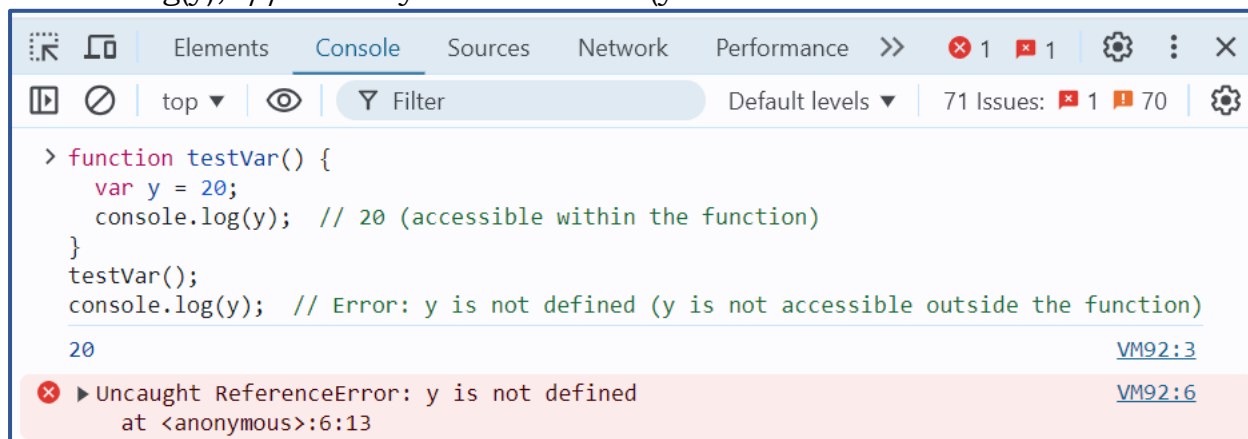 Elements Console Sources Network Performance 1 1
top Filter Default levels 71 Issues: 1 70
> function testVar() {
var y = 20;
console.log(y); // 20 (accessible within the function)
}
testVar();
console.log(y); // Error: y is not defined (y is not accessible outside the function)
20 VM92:3
Uncaught ReferenceError: y is not defined VM92:6
at <anonymous>:6:13